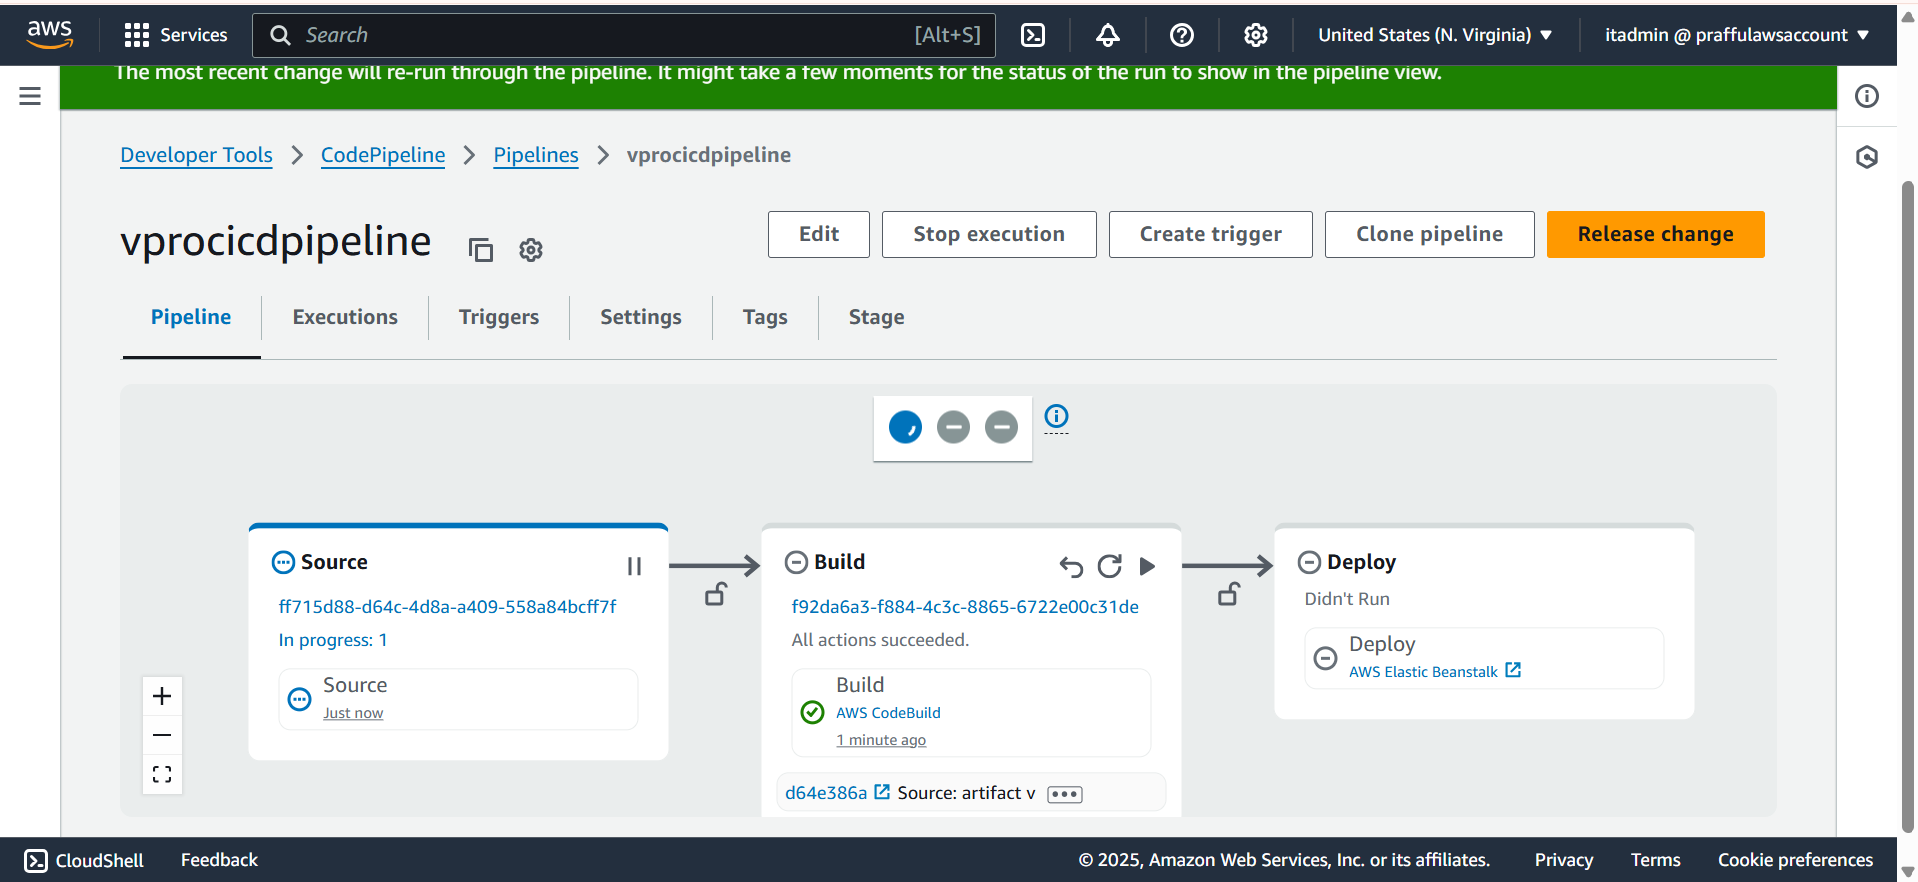 aws Services Search [Alt+S] United States (N. Virginia) itadmin @ praffulawsaccount
The most recent change will re-run through the pipeline. It might take a few moments for the status of the run to show in the pipeline view.
Developer Tools CodePipeline Pipelines vprocicdpipeline
vprocicdpipeline
Edit Stop execution Create trigger Clone pipeline Release change
Pipeline Executions Triggers Settings Tags Stage
Source
ff715d88-d64c-4d8a-a409-558a84bcff7f
In progress: 1
Source
Just now
Build
f92da6a3-f884-4c3c-8865-6722e00c31de
All actions succeeded.
Build
AWS CodeBuild
1 minute ago
d64e386a Source: artifact v
Deploy
Didn't Run
Deploy
AWS Elastic Beanstalk
CloudShell Feedback © 2025, Amazon Web Services, Inc. or its affiliates. Privacy Terms Cookie preferences